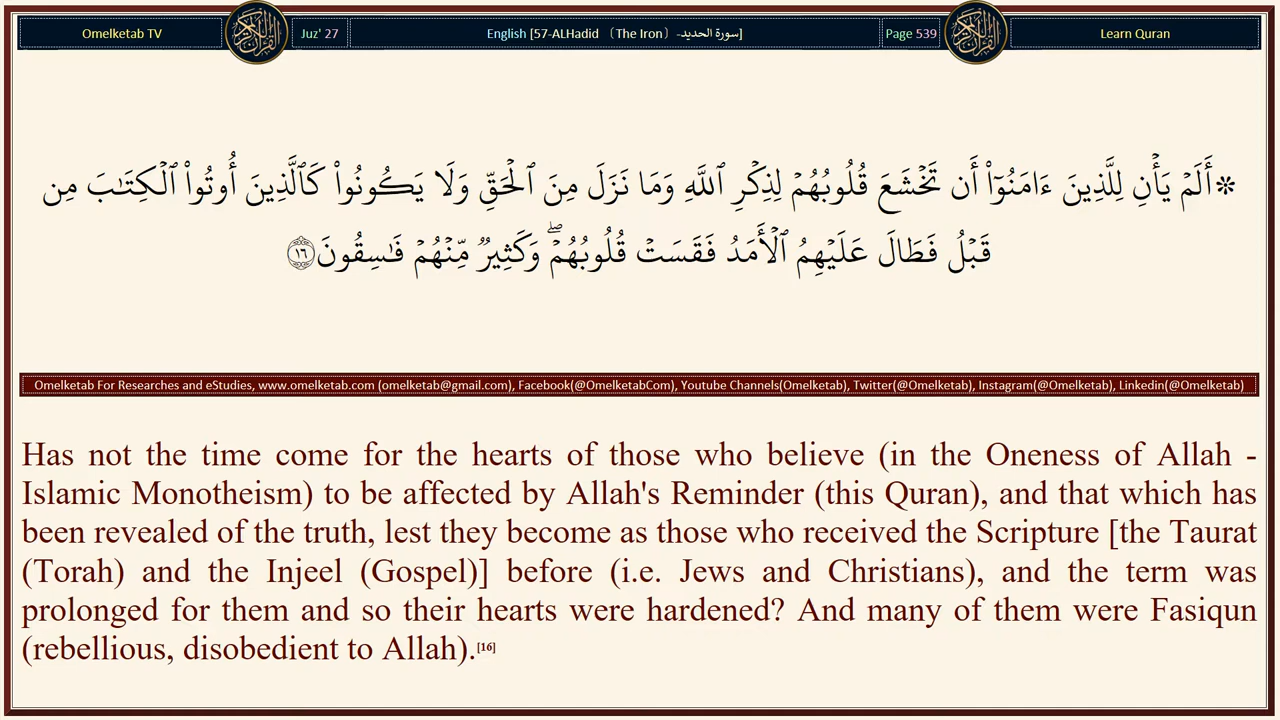 Omelketab TV
Juz' 27
English [57-ALHadid （The Iron）-سورة الحديد]
Page 539
Learn Quran
۞ أَلَمۡ يَأۡنِ لِلَّذِينَ ءَامَنُوٓاْ أَن تَخۡشَعَ قُلُوبُهُمۡ لِذِكۡرِ ٱللَّهِ وَمَا نَزَلَ مِنَ ٱلۡحَقِّ وَلَا يَكُونُواْ كَٱلَّذِينَ أُوتُواْ ٱلۡكِتَٰبَ مِن
قَبۡلُ فَطَالَ عَلَيۡهِمُ ٱلۡأَمَدُ فَقَسَتۡ قُلُوبُهُمۡۖ وَكَثِيرٞ مِّنۡهُمۡ فَٰسِقُونَ ١٦
Omelketab For Researches and eStudies, www.omelketab.com (omelketab@gmail.com), Facebook(@OmelketabCom), Youtube Channels(Omelketab), Twitter(@Omelketab), Instagram(@Omelketab), Linkedin(@Omelketab)
Has not the time come for the hearts of those who believe (in the Oneness of Allah -
Islamic Monotheism) to be affected by Allah's Reminder (this Quran), and that which has
been revealed of the truth, lest they become as those who received the Scripture [the Taurat
(Torah) and the Injeel (Gospel)] before (i.e. Jews and Christians), and the term was
prolonged for them and so their hearts were hardened? And many of them were Fasiqun
(rebellious, disobedient to Allah).[16]